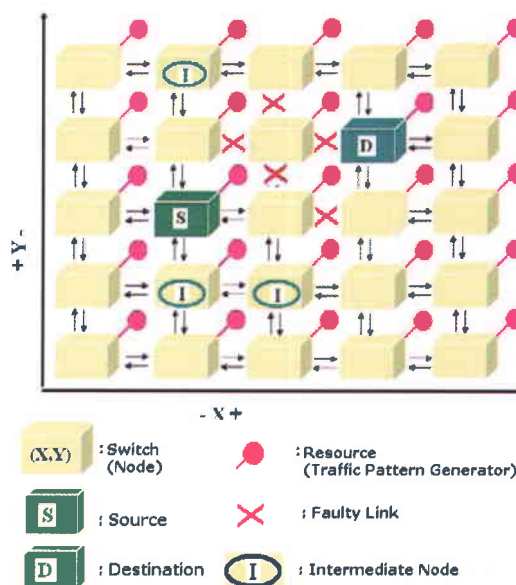 I
D
S
I
I
+ Y -
- X +
(X,Y)
: Switch
(Node)
: Resource
(Traffic Pattern Generator)
S
: Source
: Faulty Link
D
: Destination
I
: Intermediate Node